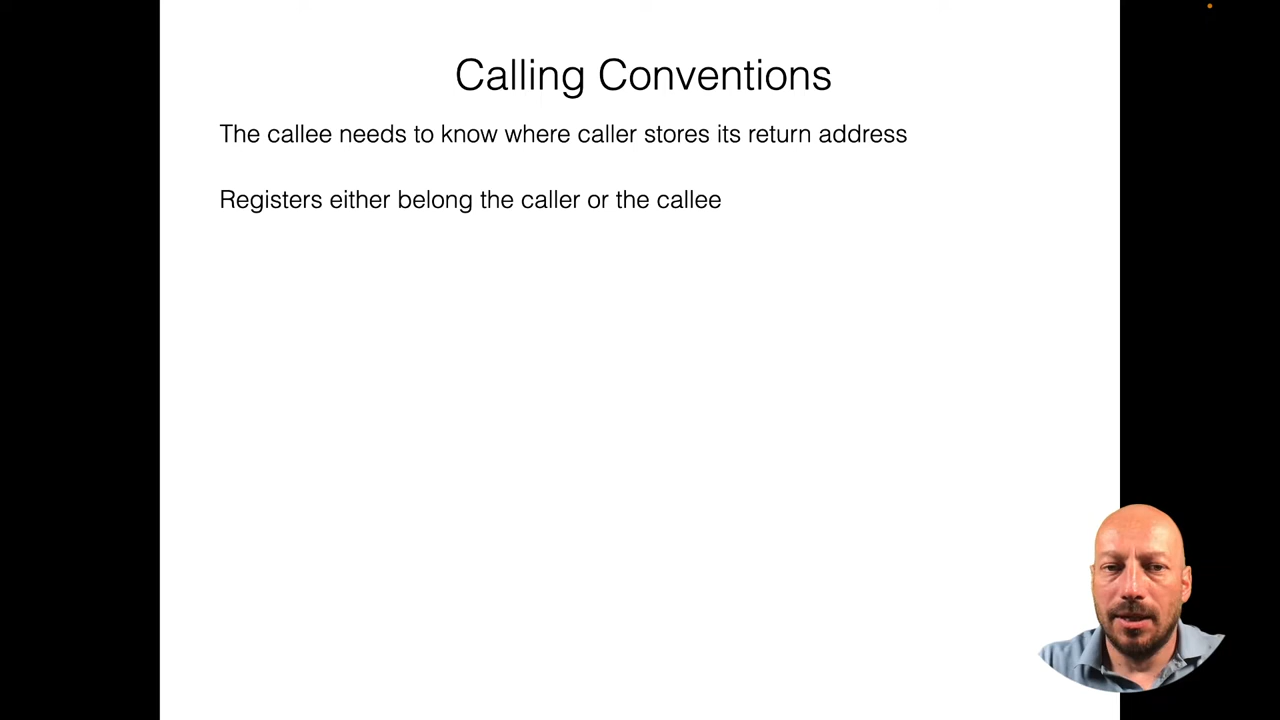 Calling Conventions
The callee needs to know where caller stores its return address
Registers either belong the caller or the callee